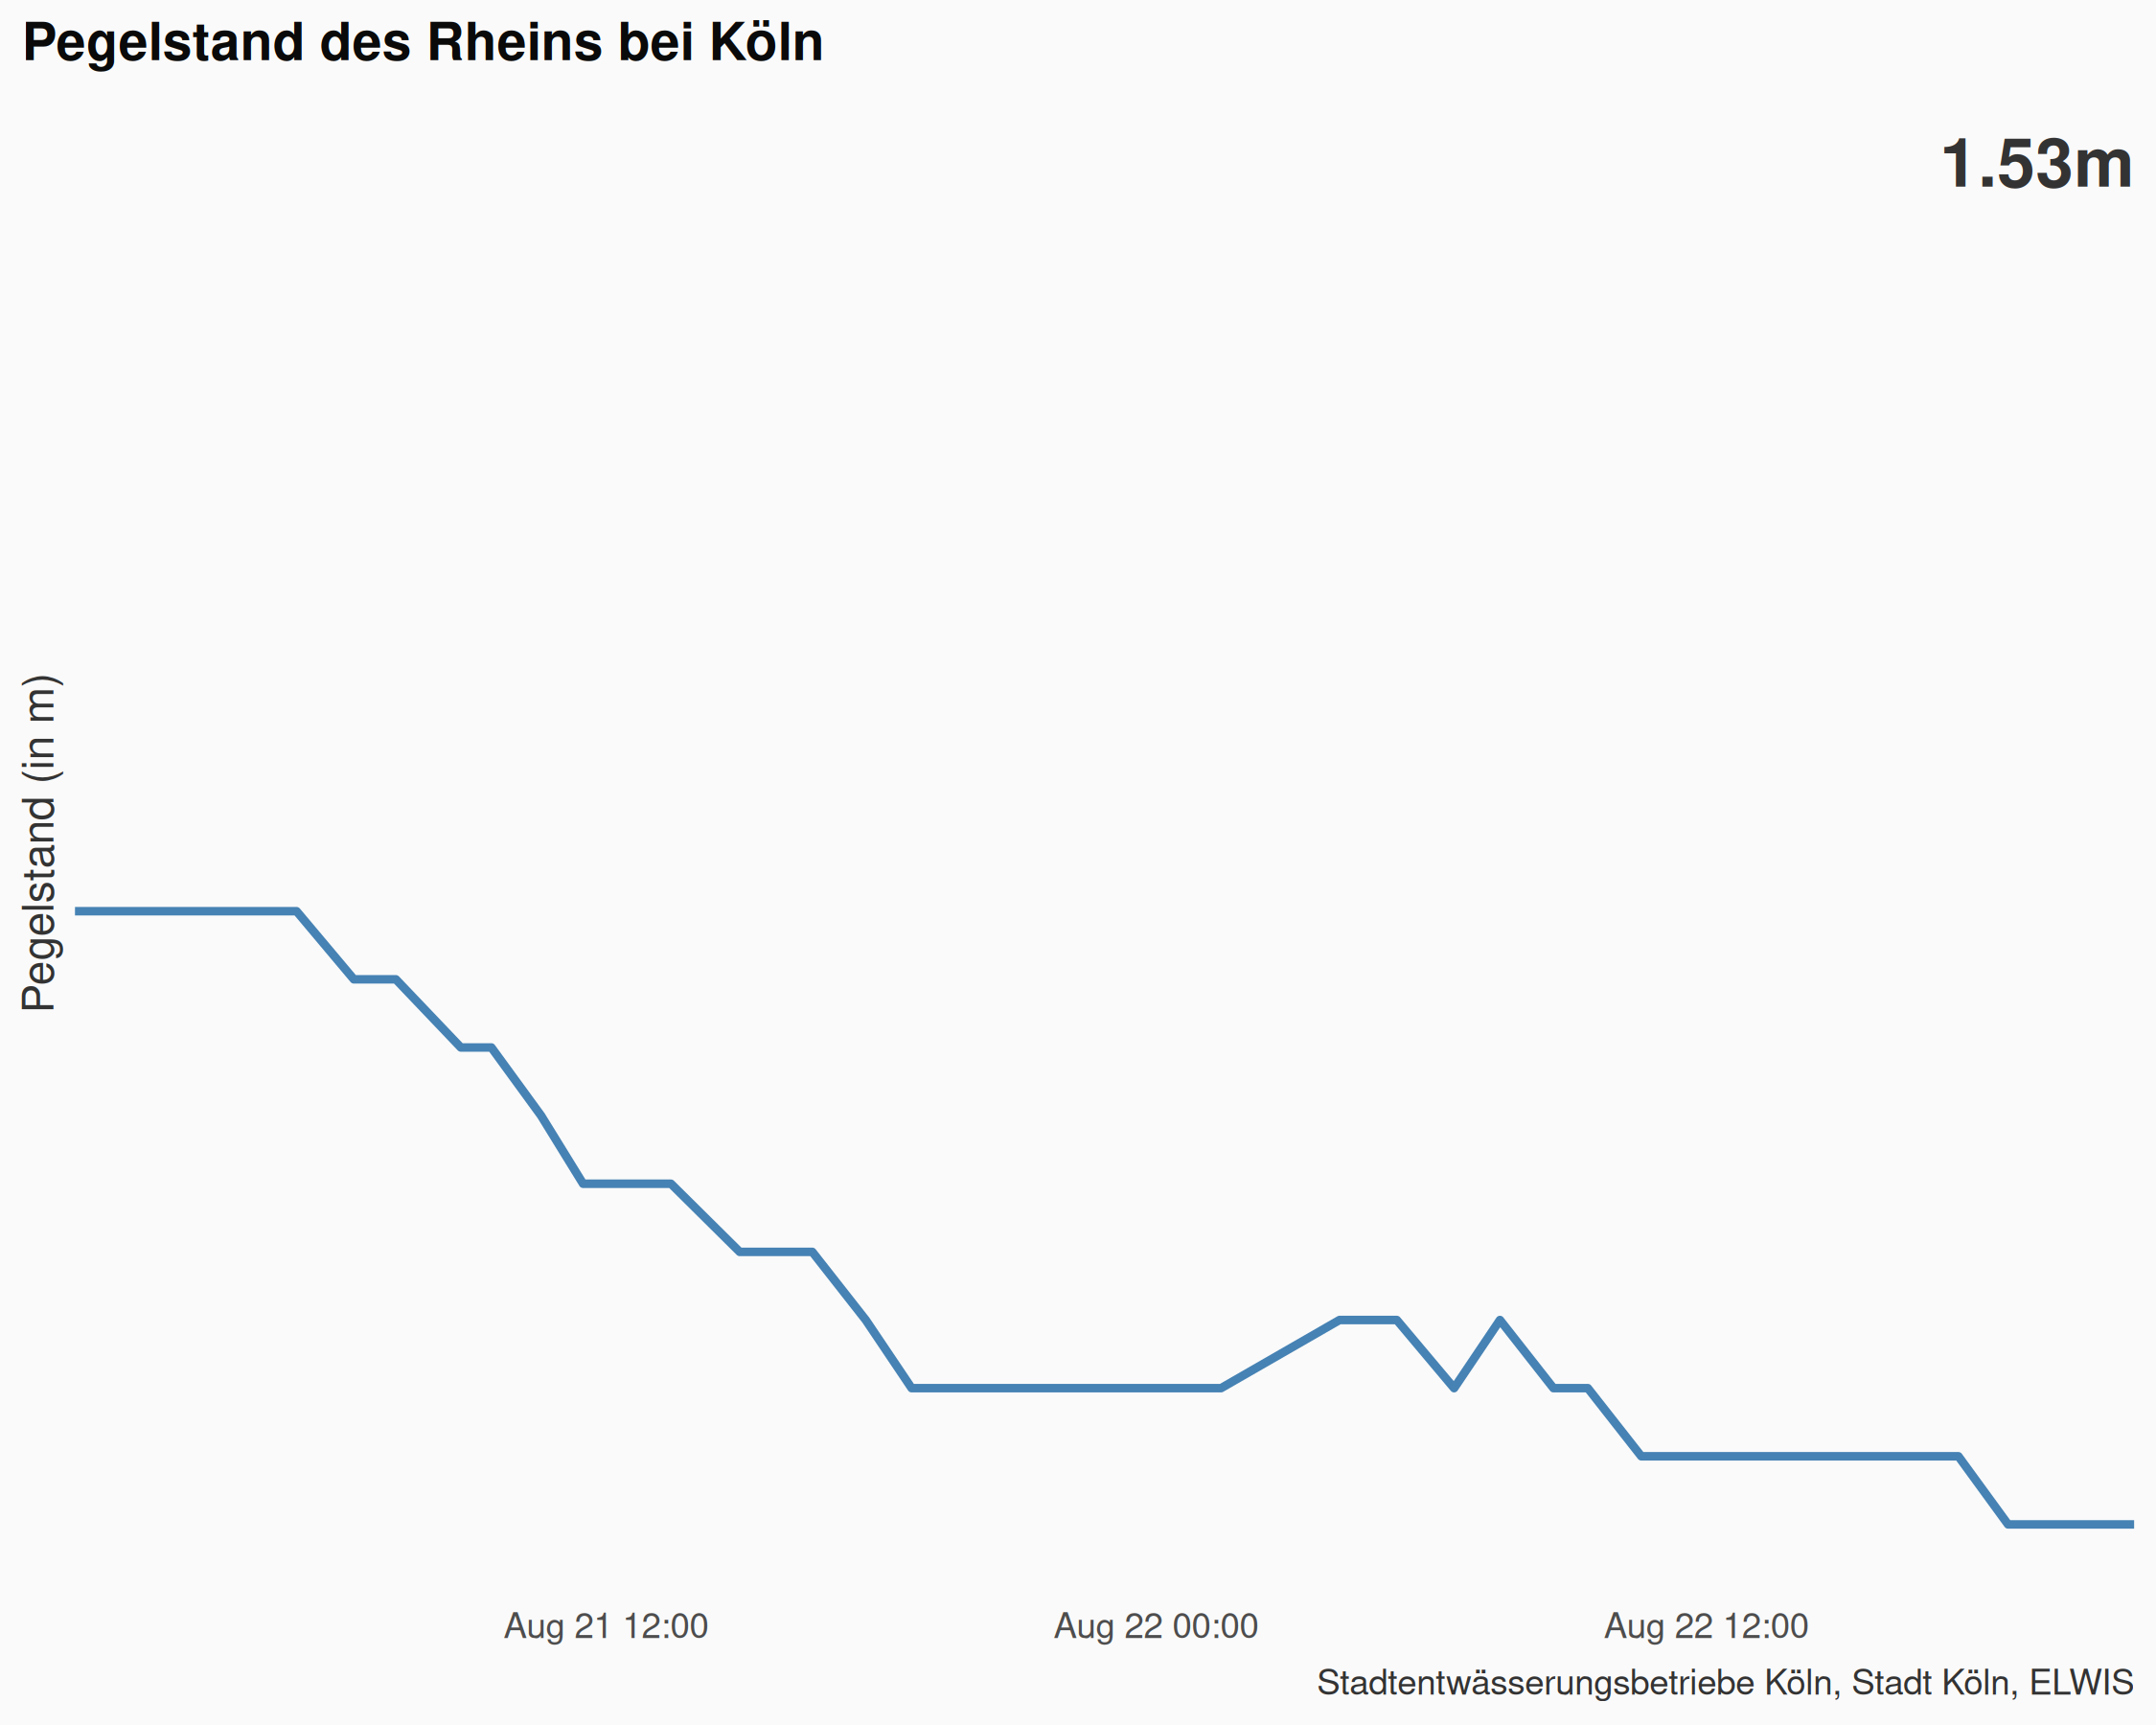 Pegelstand des Rheins bei Köln
1.53m
Pegelstand (in m)
Aug 21 12:00
Aug 22 00:00
Aug 22 12:00
Stadtentwässerungsbetriebe Köln, Stadt Köln, ELWIS